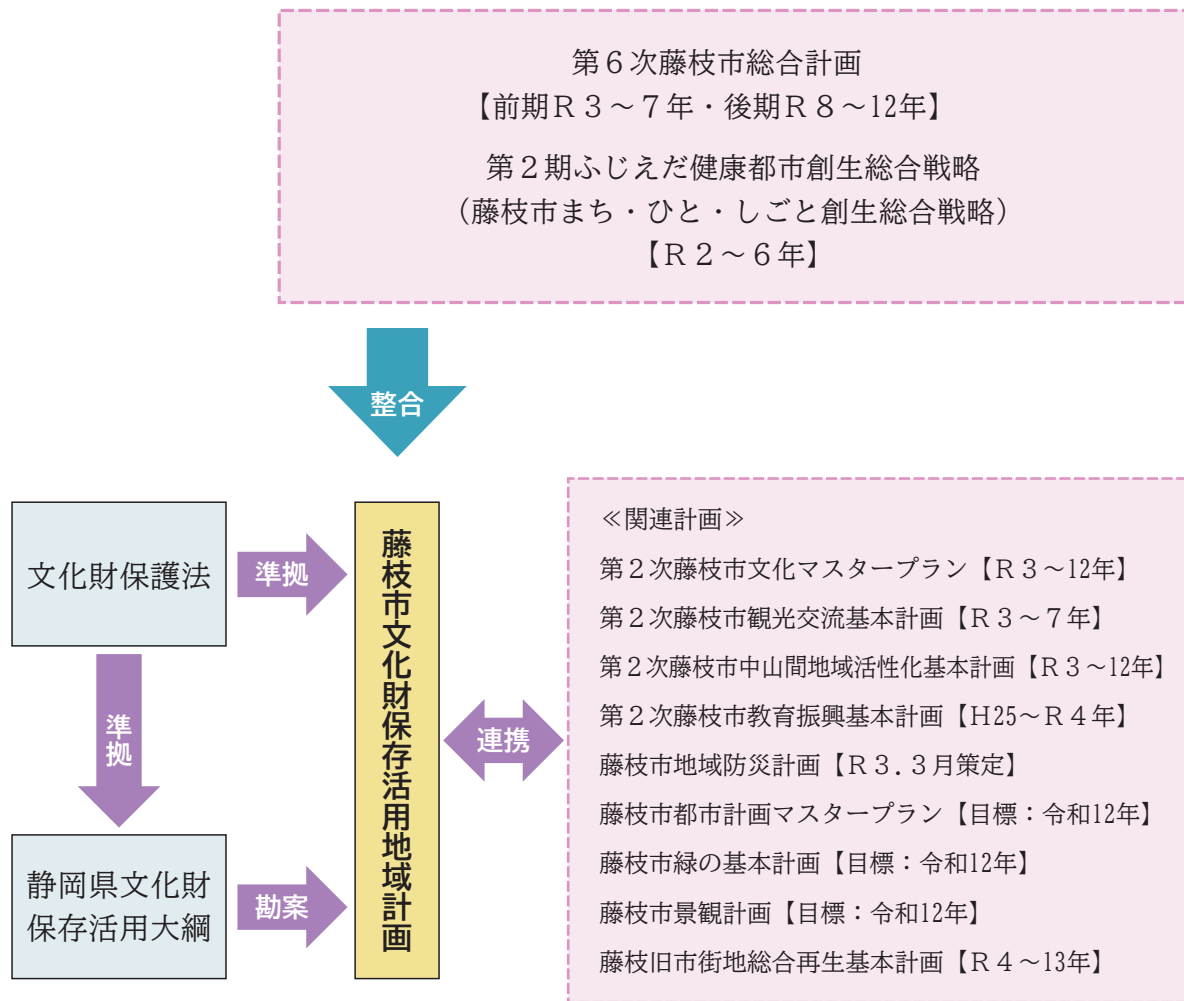 第６次藤枝市総合計画
【前期Ｒ３～７年・後期Ｒ８～12年】
第２期ふじえだ健康都市創生総合戦略
（藤枝市まち・ひと・しごと創生総合戦略）
【Ｒ２～６年】
整合
文化財保護法
準拠
準拠
静岡県文化財
保存活用大綱
勘案
藤枝市文化財保存活用地域計画
連携
≪関連計画≫
第２次藤枝市文化マスタープラン【Ｒ３～12年】
第２次藤枝市観光交流基本計画【Ｒ３～７年】
第２次藤枝市中山間地域活性化基本計画【Ｒ３～12年】
第２次藤枝市教育振興基本計画【Ｈ25～Ｒ４年】
藤枝市地域防災計画【Ｒ３．３月策定】
藤枝市都市計画マスタープラン【目標：令和12年】
藤枝市緑の基本計画【目標：令和12年】
藤枝市景観計画【目標：令和12年】
藤枝旧市街地総合再生基本計画【Ｒ４～13年】